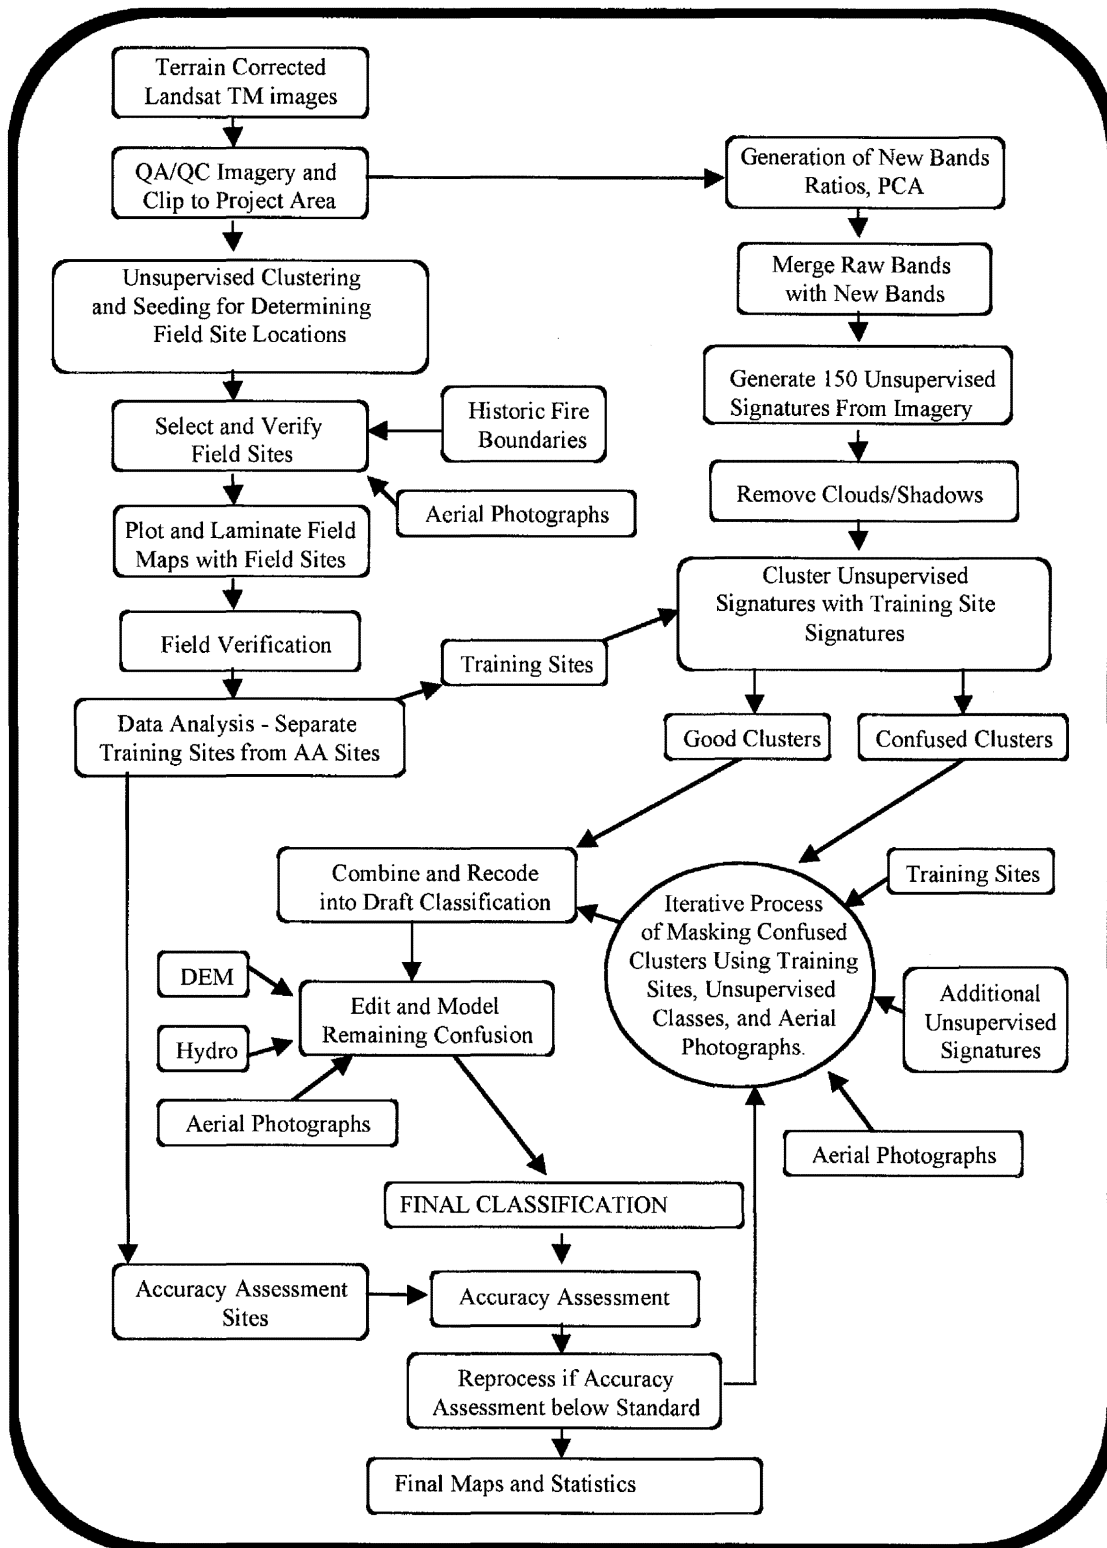 Terrain Corrected
Landsat TM images
QA/QC Imagery and
Clip to Project Area
Generation of New Bands
Ratios, PCA
Unsupervised Clustering
and Seeding for Determining
Field Site Locations
Merge Raw Bands
with New Bands
Generate 150 Unsupervised
Signatures From Imagery
Select and Verify
Field Sites
Historic Fire
Boundaries
Aerial Photographs
Remove Clouds/Shadows
Plot and Laminate Field
Maps with Field Sites
Cluster Unsupervised
Signatures with Training Site
Signatures
Field Verification
Training Sites
Data Analysis - Separate
Training Sites from AA Sites
Good Clusters
Confused Clusters
Combine and Recode
into Draft Classification
Training Sites
Iterative Process
of Masking Confused
Clusters Using Training
Sites, Unsupervised
Classes, and Aerial
Photographs.
DEM
Edit and Model
Remaining Confusion
Additional
Unsupervised
Signatures
Hydro
Aerial Photographs
Aerial Photographs
FINAL CLASSIFICATION
Accuracy Assessment
Sites
Accuracy Assessment
Reprocess if Accuracy
Assessment below Standard
Final Maps and Statistics